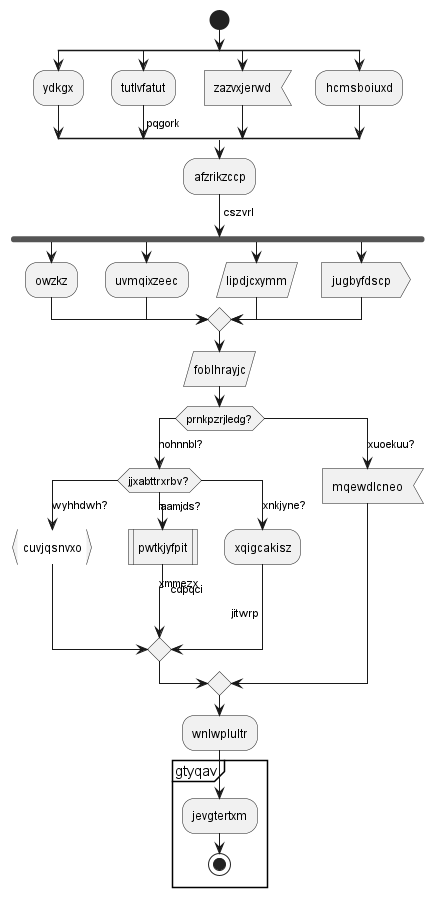 ydkgx
tutlvfatut
zazvxjerwd
hcmsboiuxd
pqgork
afzrikzccp
cszvrl
owzkz
uvmqixzeec
lipdjcxymm
jugbyfdscp
foblhrayjc
prnkpzrjledg?
nohnnbl?
xuoekuu?
jjxabttrxrbv?
mqewdlcneo
wyhhdwh?
aamjds?
xnkjyne?
cuvjqsnvxo
pwtkjyfpit
xqigcakisz
xmmezx
cdpqci
jitwrp
wnlwplultr
gtyqav
jevgtertxm